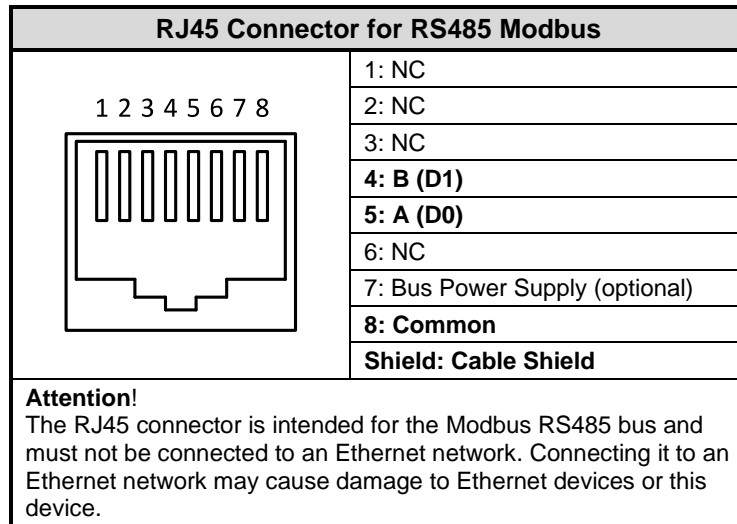 RJ45 Connector for RS485 Modbus
1 2 3 4 5 6 7 8
1: NC
2: NC
3: NC
4: B (D1)
5: A (D0)
6: NC
7: Bus Power Supply (optional)
8: Common
Shield: Cable Shield
Attention!
The RJ45 connector is intended for the Modbus RS485 bus and
must not be connected to an Ethernet network. Connecting it to an
Ethernet network may cause damage to Ethernet devices or this
device.